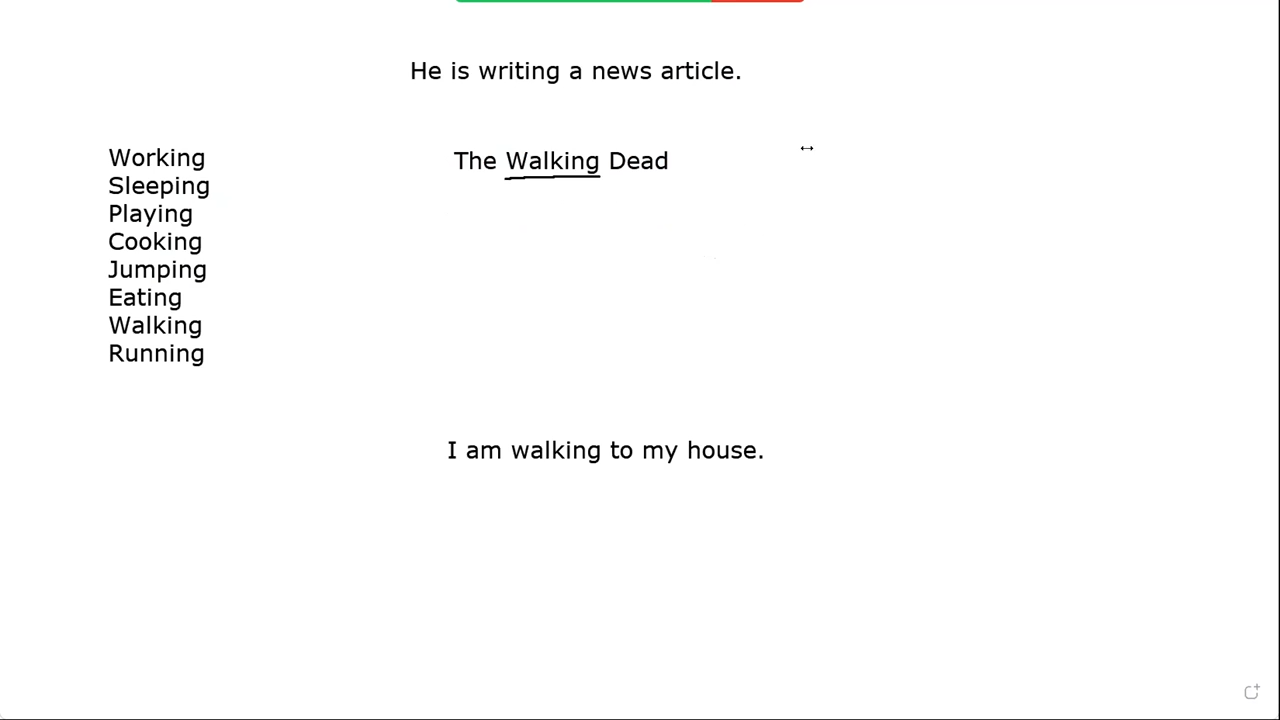 He is writing a news article.
The Walking Dead
Working
Sleeping
Playing
Cooking
Jumping
Eating
Walking
Running
I am walking to my house.